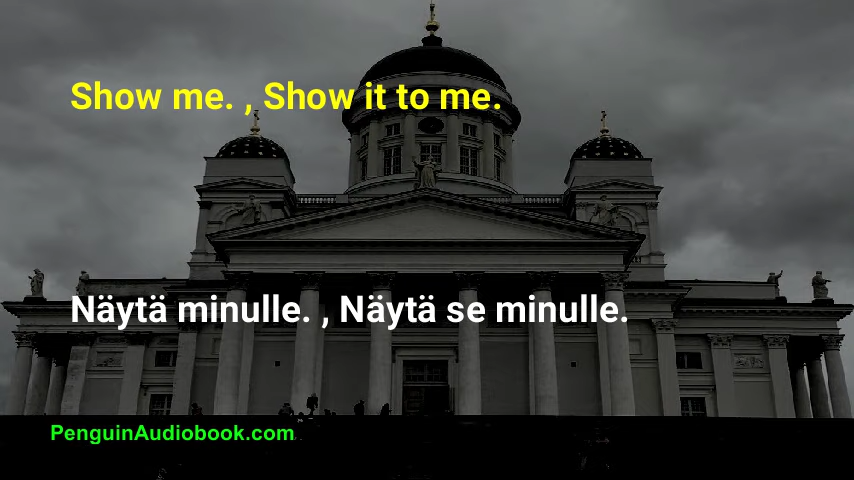 Show me. , Show it to me.
Näytä minulle. , Näytä se minulle.
PenguinAudiobook.com